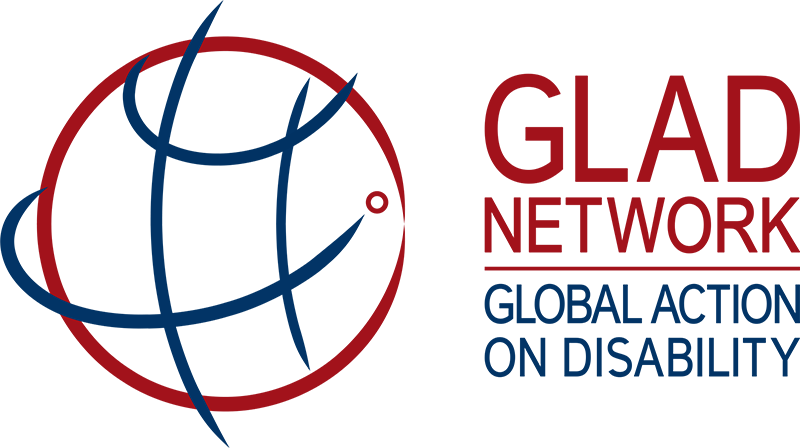 GLAD
NETWORK
GLOBAL ACTION
ON DISABILITY